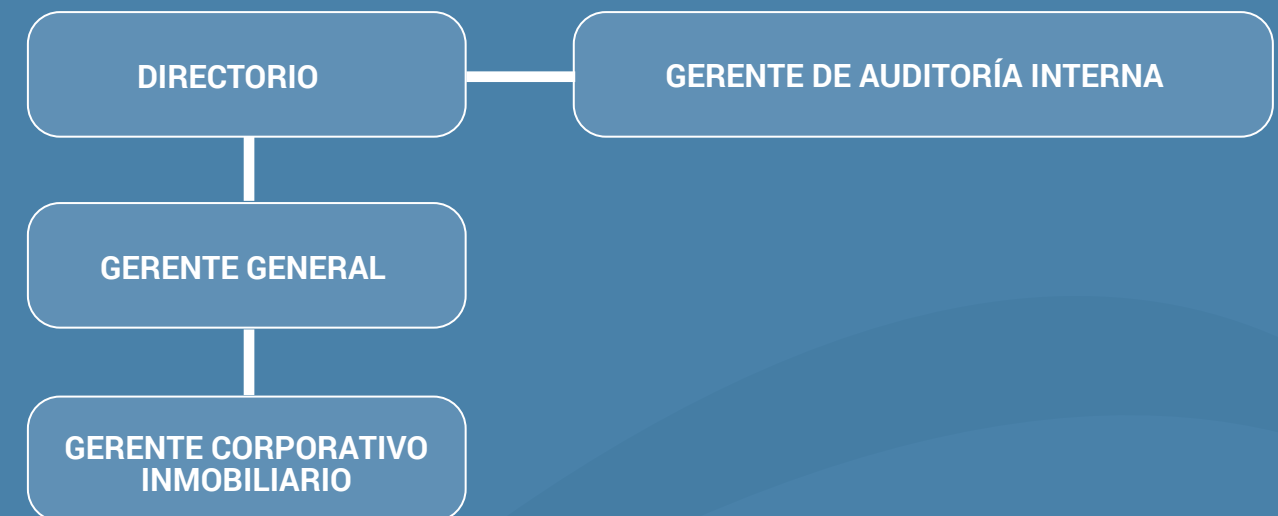 DIRECTORIO
GERENTE DE AUDITORÍA INTERNA
GERENTE GENERAL
GERENTE CORPORATIVO
INMOBILIARIO